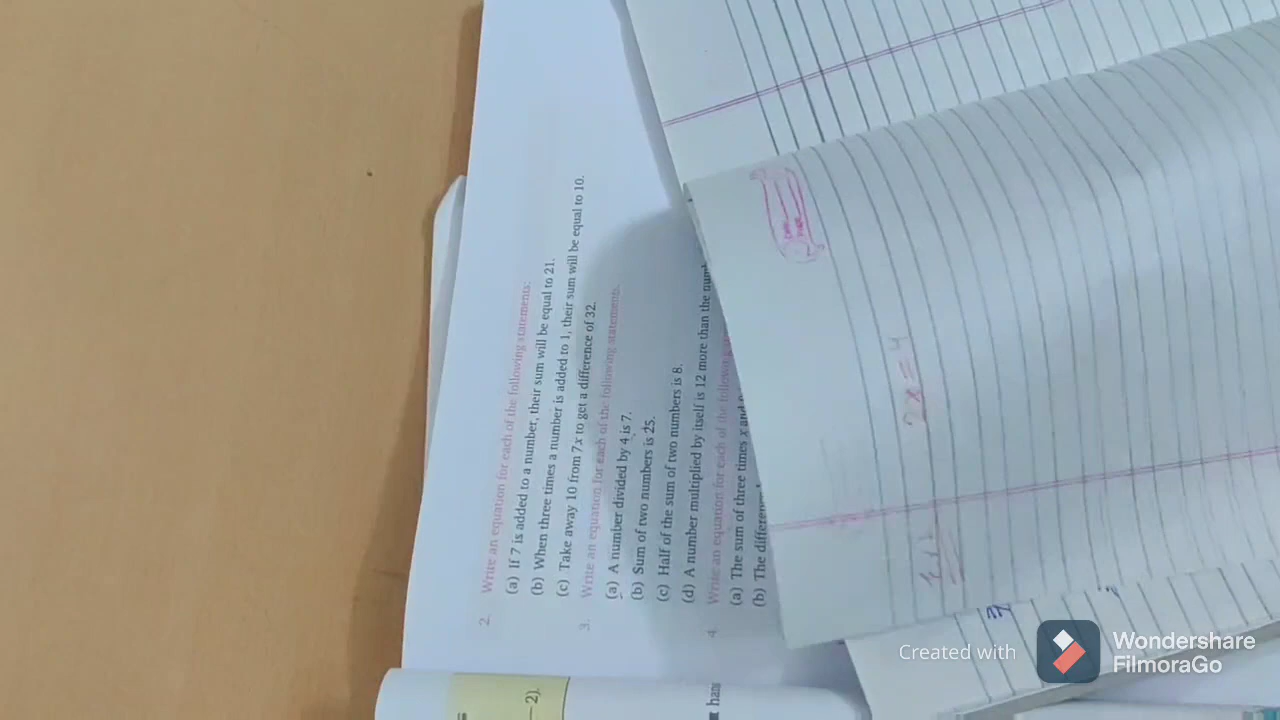 2. Write an equation for each of the following statements:
(a) If 7 is added to a number, their sum will be equal to 21.
(b) When three times a number is added to 1, their sum will be equal to 10.
(c) Take away 10 from 7x to get a difference of 32.
3. Write an equation for each of the following statements.
(a) A number divided by 4 is 7.
(b) Sum of two numbers is 25.
(c) Half of the sum of two numbers is 8.
(d) A number multiplied by itself is 12 more than the
4. Write an equation for each of the
(a) The sum of three times x and
(b) The
– 2).
Created with
Wondershare
FilmoraGo